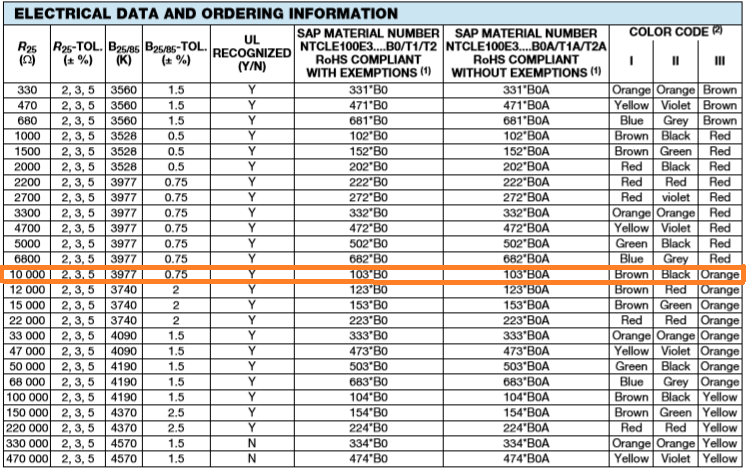 ELECTRICAL DATA AND ORDERING INFORMATION
R25 (Ω) R25-TOL. (± %) B25/85 (K) B25/85-TOL. (± %) UL RECOGNIZED (Y/N) SAP MATERIAL NUMBER NTCLE100E3....B0/T1/T2 RoHS COMPLIANT WITH EXEMPTIONS (1) SAP MATERIAL NUMBER NTCLE100E3....B0A/T1A/T2A RoHS COMPLIANT WITHOUT EXEMPTIONS (1) COLOR CODE (2)
I II III
330 2, 3, 5 3560 1.5 Y 331*B0 331*B0A Orange Orange Brown
470 2, 3, 5 3560 1.5 Y 471*B0 471*B0A Yellow Violet Brown
680 2, 3, 5 3560 1.5 Y 681*B0 681*B0A Blue Grey Brown
1000 2, 3, 5 3528 0.5 Y 102*B0 102*B0A Brown Black Red
1500 2, 3, 5 3528 0.5 Y 152*B0 152*B0A Brown Green Red
2000 2, 3, 5 3528 0.5 Y 202*B0 202*B0A Red Black Red
2200 2, 3, 5 3977 0.75 Y 222*B0 222*B0A Red Red Red
2700 2, 3, 5 3977 0.75 Y 272*B0 272*B0A Red violet Red
3300 2, 3, 5 3977 0.75 Y 332*B0 332*B0A Orange Orange Red
4700 2, 3, 5 3977 0.75 Y 472*B0 472*B0A Yellow Violet Red
5000 2, 3, 5 3977 0.75 Y 502*B0 502*B0A Green Black Red
6800 2, 3, 5 3977 0.75 Y 682*B0 682*B0A Blue Grey Red
10 000 2, 3, 5 3977 0.75 Y 103*B0 103*B0A Brown Black Orange
12 000 2, 3, 5 3740 2 Y 123*B0 123*B0A Brown Red Orange
15 000 2, 3, 5 3740 2 Y 153*B0 153*B0A Brown Green Orange
22 000 2, 3, 5 3740 2 Y 223*B0 223*B0A Red Red Orange
33 000 2, 3, 5 4090 1.5 Y 333*B0 333*B0A Orange Orange Orange
47 000 2, 3, 5 4090 1.5 Y 473*B0 473*B0A Yellow Violet Orange
50 000 2, 3, 5 4190 1.5 Y 503*B0 503*B0A Green Black Orange
68 000 2, 3, 5 4190 1.5 Y 683*B0 683*B0A Blue Grey Orange
100 000 2, 3, 5 4190 1.5 Y 104*B0 104*B0A Brown Black Yellow
150 000 2, 3, 5 4370 2.5 Y 154*B0 154*B0A Brown Green Yellow
220 000 2, 3, 5 4370 2.5 Y 224*B0 224*B0A Red Red Yellow
330 000 2, 3, 5 4570 1.5 N 334*B0 334*B0A Orange Orange Yellow
470 000 2, 3, 5 4570 1.5 N 474*B0 474*B0A Yellow Violet Yellow